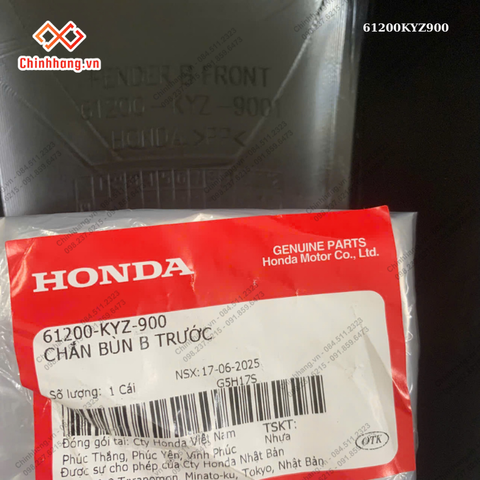 Chinhhang.vn
61200KYZ900
FENDER B FRONT
61200 KYZ-9001
HONDA
GENUINE PARTS
Honda Motor Co., Ltd.
HONDA
61200-KYZ-900
CHẮN BÙN B TRƯỚC
NSX:17-06-2025
Số lượng: 1 Cái
G5H17S
TSKT:
Đóng gói tại: Cty Honda Việt Nam
Nhựa
Phúc Thắng, Phúc Yên, Vĩnh Phúc
Được sự cho phép của Cty Honda Nhật Bản
Minato-ku, Tokyo, Nhật Bản
OTK